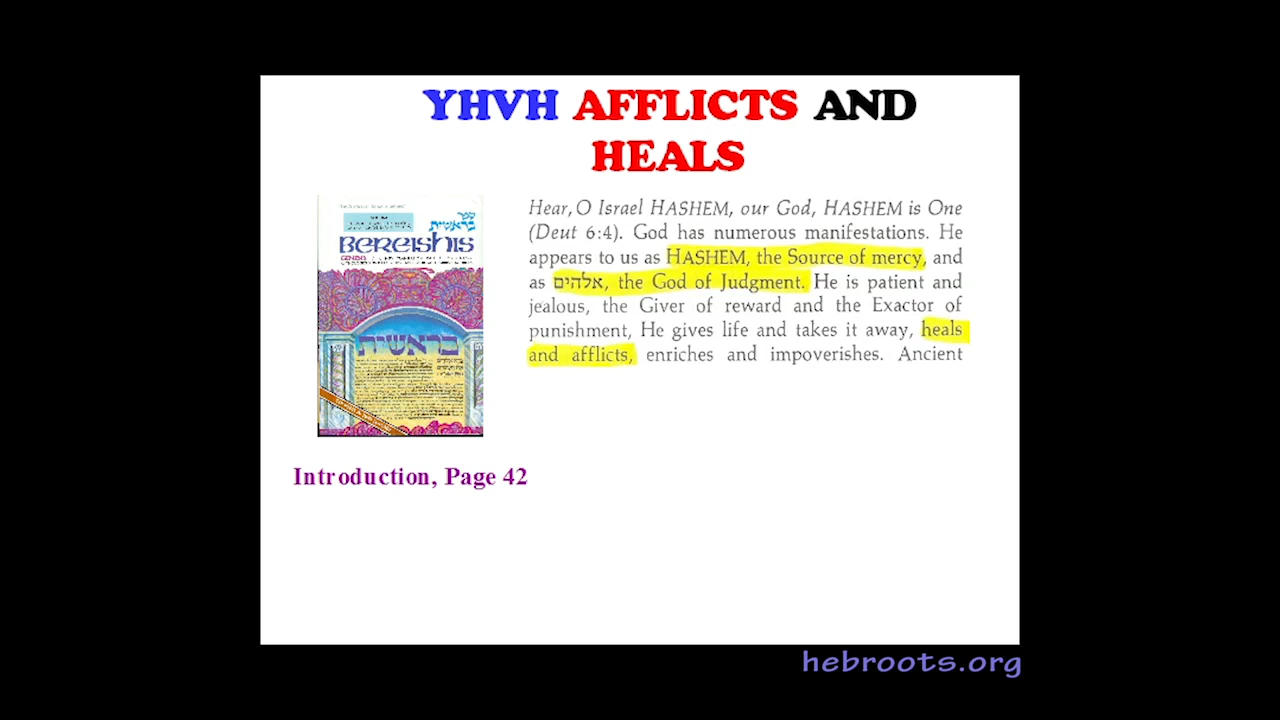 YHVH AFFLICTS AND
HEALS
BEREISHIS
בראשית
Hear, O Israel HASHEM, our God, HASHEM is One
(Deut 6:4). God has numerous manifestations. He
appears to us as HASHEM, the Source of mercy, and
as אלהים, the God of Judgment. He is patient and
jealous, the Giver of reward and the Exactor of
punishment, He gives life and takes it away, heals
and afflicts, enriches and impoverishes. Ancient
Introduction, Page 42
hebroots.org